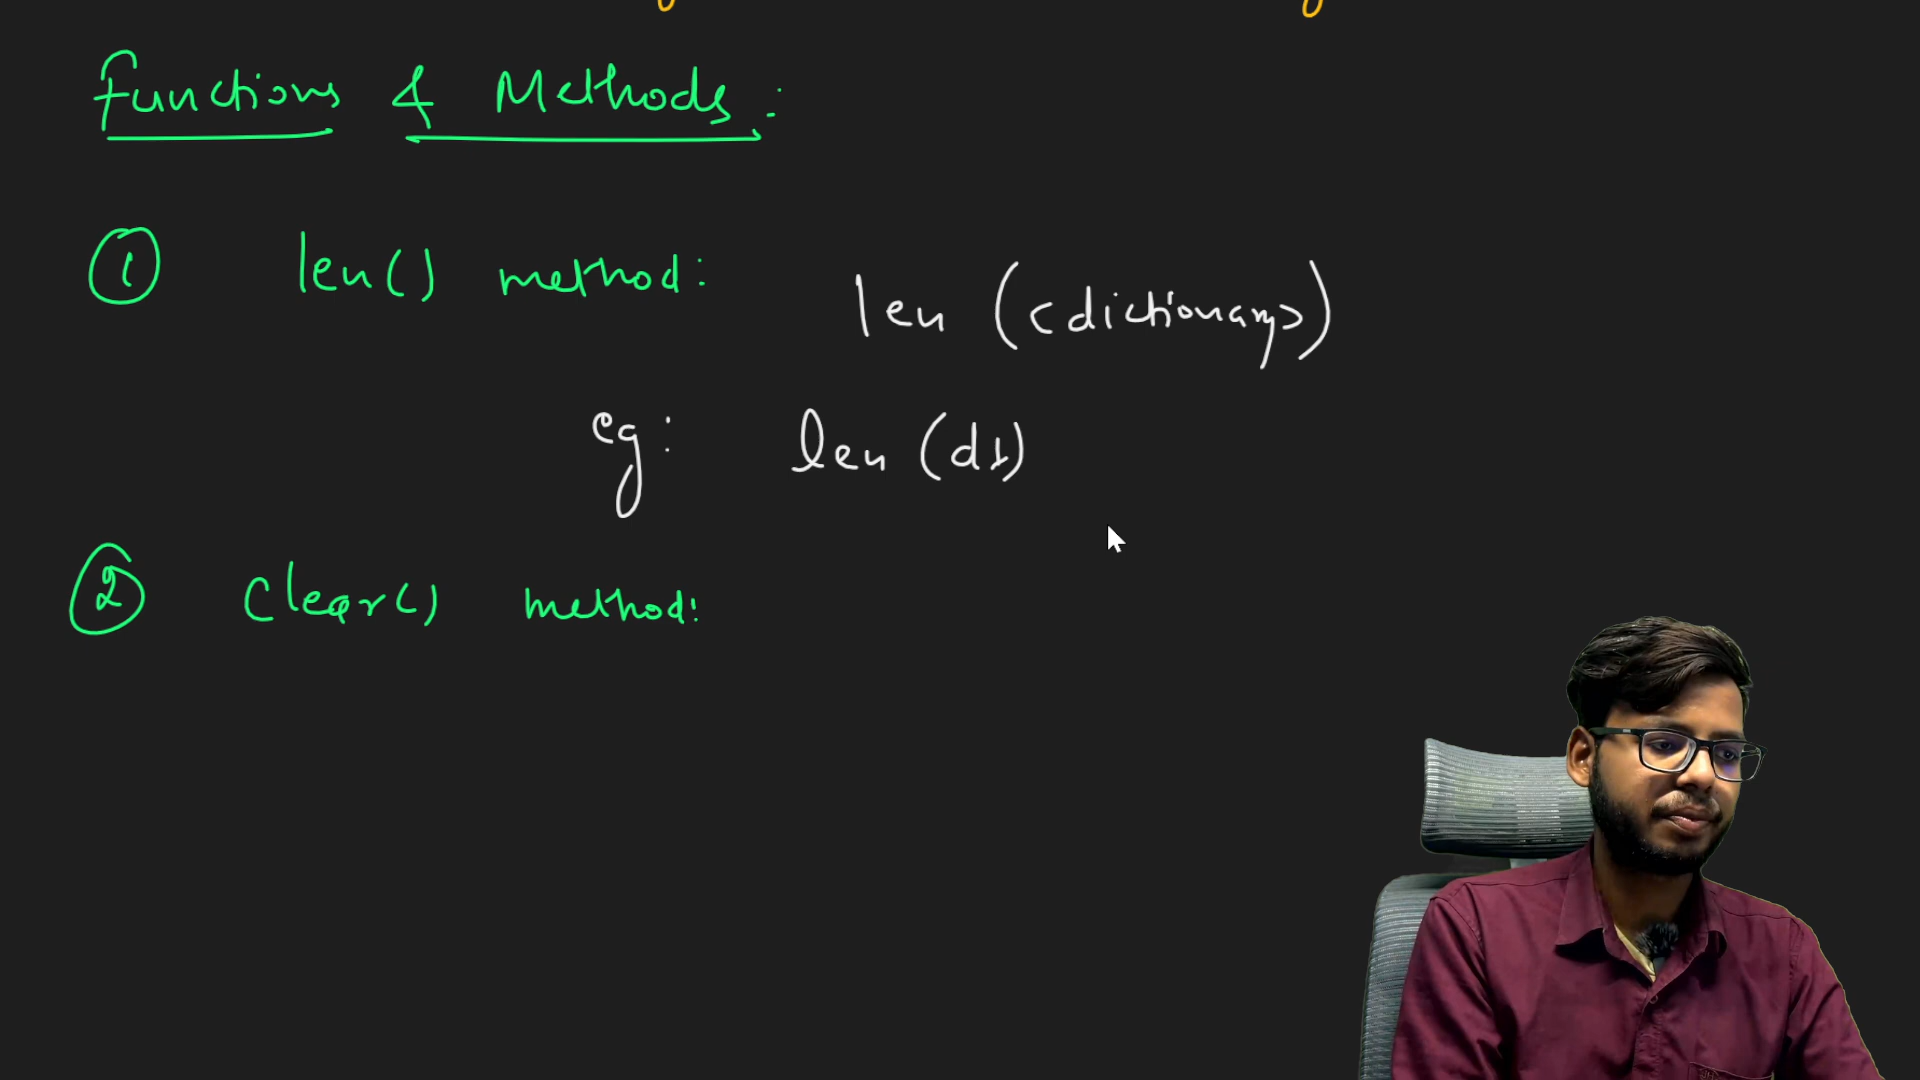 Functions & Methods:
1 len() method: len (<dictionary>)
eg: len (d1)
2 Clear() method: